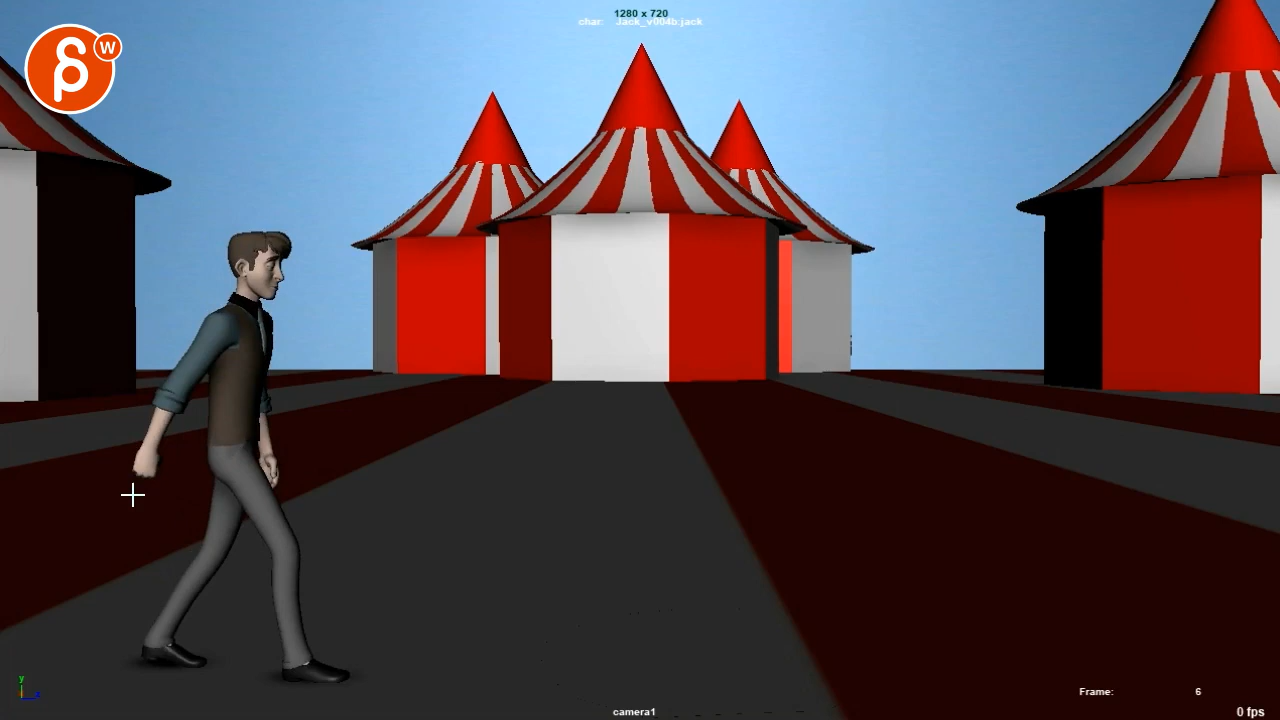 1280 x 720
char: Jack_v004b:jack
W
y
z
Frame: 6
camera1
0 fps